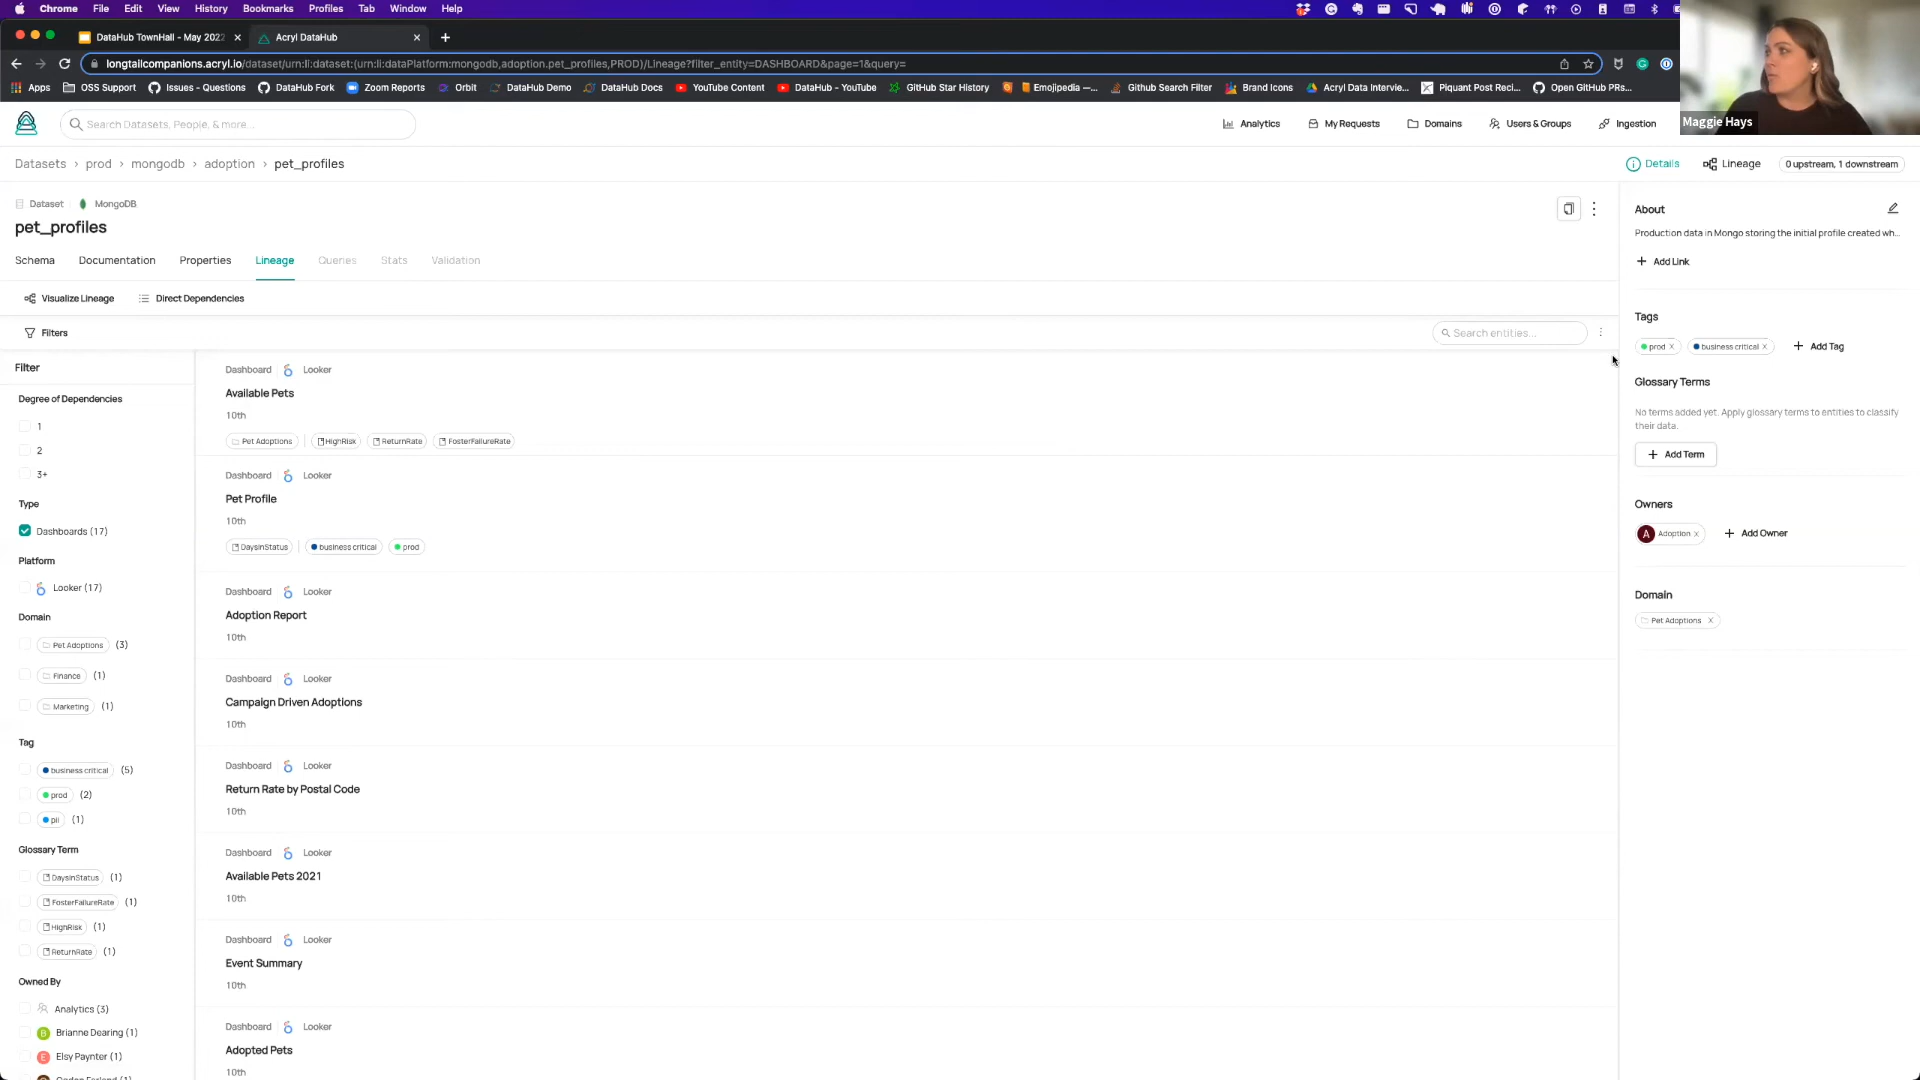 Chrome File Edit View History Bookmarks Profiles Tab Window Help
DataHub TownHall - May 2022
Acryl DataHub
longtailcompanions.acryl.io/dataset/urn:li:dataset:(urn:li:dataPlatform:mongodb,adoption.pet_profiles,PROD)/Lineage?filter_entity=DASHBOARD&page=1&query=
Apps OSS Support Issues - Questions DataHub Fork Zoom Reports Orbit DataHub Demo DataHub Docs YouTube Content DataHub - YouTube GitHub Star History Emojipedia —... Github Search Filter Brand Icons Acryl Data Intervie... Piquant Post Reci... Open GitHub PRs...
Maggie Hays
Search Datasets, People, & more...
Analytics My Requests Domains Users & Groups Ingestion
Datasets > prod > mongodb > adoption > pet_profiles
Details Lineage 0 upstream, 1 downstream
Dataset MongoDB
pet_profiles
Schema Documentation Properties Lineage Queries Stats Validation
Visualize Lineage Direct Dependencies
Filters
Search entities...
Filter
Degree of Dependencies
1
2
3+
Type
Dashboards (17)
Platform
Looker (17)
Domain
Pet Adoptions (3)
Finance (1)
Marketing (1)
Tag
business critical (5)
prod (2)
pii (1)
Glossary Term
DaysInStatus (1)
FosterFailureRate (1)
HighRisk (1)
ReturnRate (1)
Owned By
Analytics (3)
B Brianne Dearing (1)
E Elsy Paynter (1)
Dashboard Looker
Available Pets
10th
Pet Adoptions HighRisk ReturnRate FosterFailureRate
Dashboard Looker
Pet Profile
10th
DaysInStatus business critical prod
Dashboard Looker
Adoption Report
10th
Dashboard Looker
Campaign Driven Adoptions
10th
Dashboard Looker
Return Rate by Postal Code
10th
Dashboard Looker
Available Pets 2021
10th
Dashboard Looker
Event Summary
10th
Dashboard Looker
Adopted Pets
10th
About
Production data in Mongo storing the initial profile created wh...
+ Add Link
Tags
prod X business critical X + Add Tag
Glossary Terms
No terms added yet. Apply glossary terms to entities to classify
their data.
+ Add Term
Owners
A Adoption X + Add Owner
Domain
Pet Adoptions X